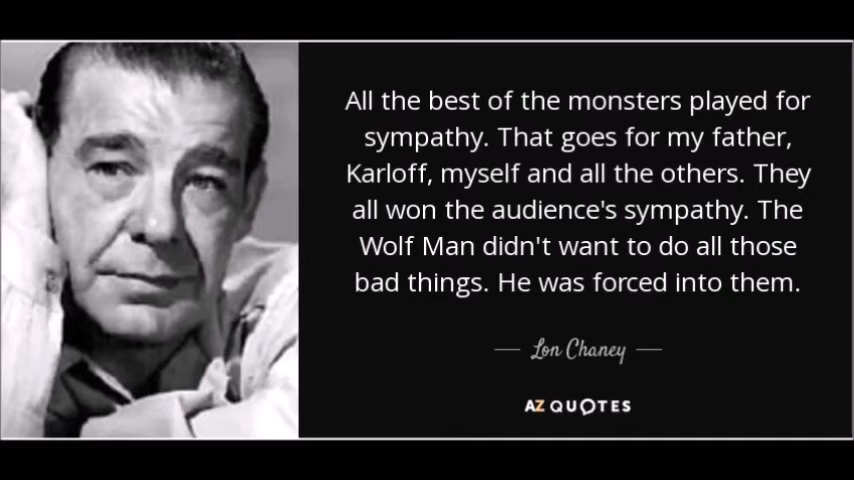 All the best of the monsters played for
sympathy. That goes for my father,
Karloff, myself and all the others. They
all won the audience's sympathy. The
Wolf Man didn't want to do all those
bad things. He was forced into them.
Lon Chaney
AZ QUOTES